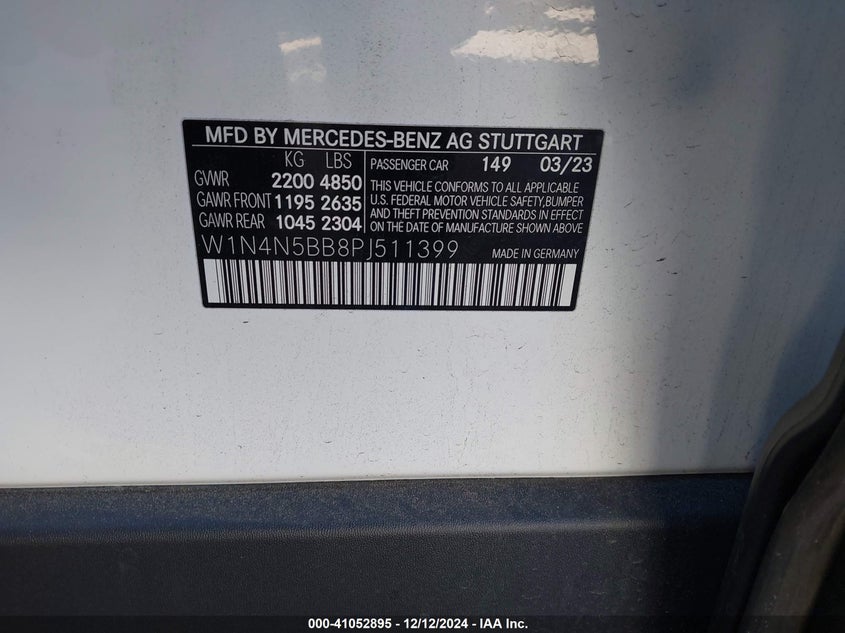 MFD BY MERCEDES-BENZ AG STUTTGART
KG LBS
GVWR 2200 4850
GAWR FRONT 1195 2635
GAWR REAR 1045 2304
PASSENGER CAR 149 03/23
THIS VEHICLE CONFORMS TO ALL APPLICABLE
U.S. FEDERAL MOTOR VEHICLE SAFETY,BUMPER
AND THEFT PREVENTION STANDARDS IN EFFECT
ON THE DATE OF MANUFACTURE SHOWN ABOVE
W1N4N5BB8PJ511399 MADE IN GERMANY
000-41052895 - 12/12/2024 - IAA Inc.